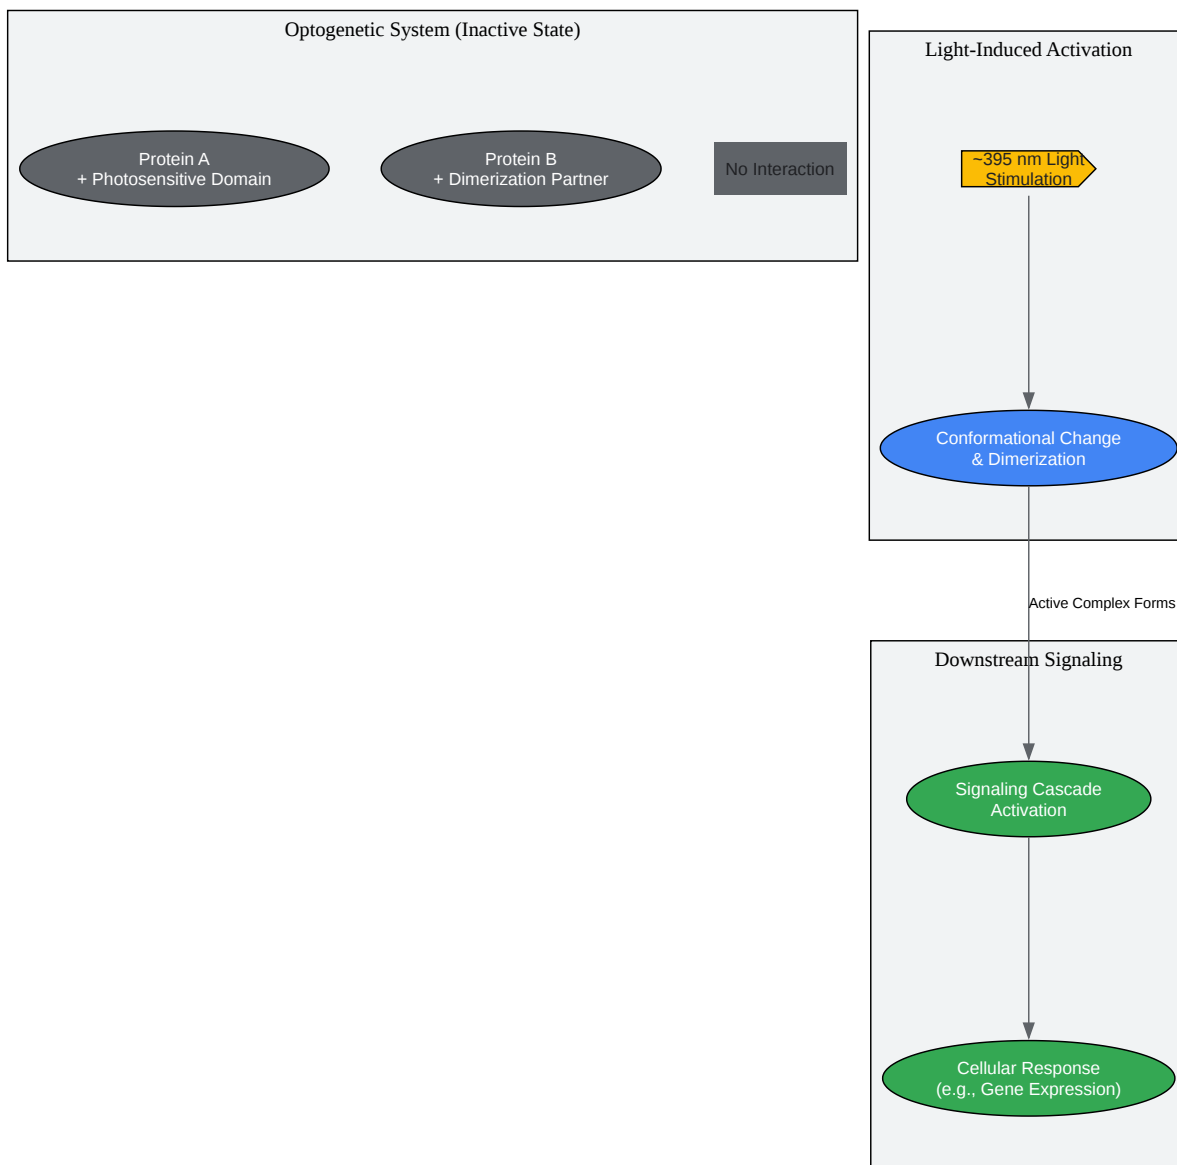 Optogenetic System (Inactive State)
Protein A
+ Photosensitive Domain
Protein B
+ Dimerization Partner
No Interaction
Light-Induced Activation
~395 nm Light
Stimulation
Conformational Change
& Dimerization
Active Complex Forms
Downstream Signaling
Signaling Cascade
Activation
Cellular Response
(e.g., Gene Expression)